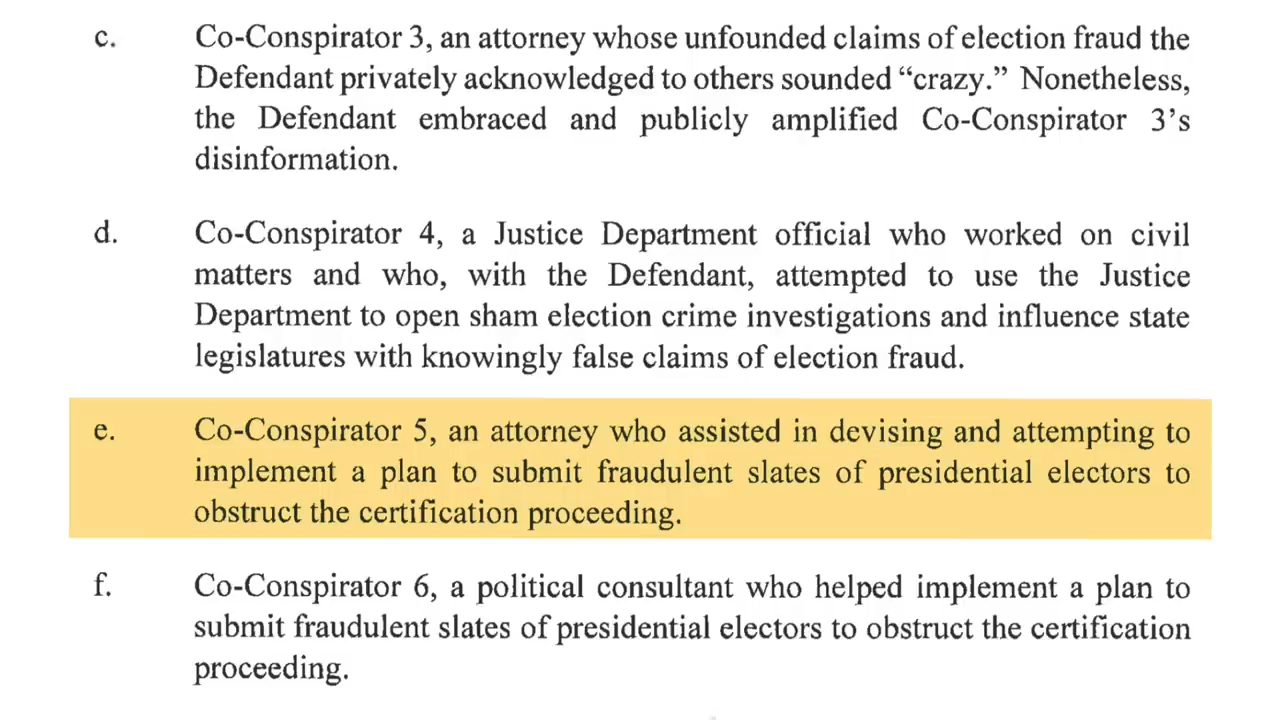 c. Co-Conspirator 3, an attorney whose unfounded claims of election fraud the
Defendant privately acknowledged to others sounded “crazy.” Nonetheless,
the Defendant embraced and publicly amplified Co-Conspirator 3’s
disinformation.
d. Co-Conspirator 4, a Justice Department official who worked on civil
matters and who, with the Defendant, attempted to use the Justice
Department to open sham election crime investigations and influence state
legislatures with knowingly false claims of election fraud.
e. Co-Conspirator 5, an attorney who assisted in devising and attempting to
implement a plan to submit fraudulent slates of presidential electors to
obstruct the certification proceeding.
f. Co-Conspirator 6, a political consultant who helped implement a plan to
submit fraudulent slates of presidential electors to obstruct the certification
proceeding.